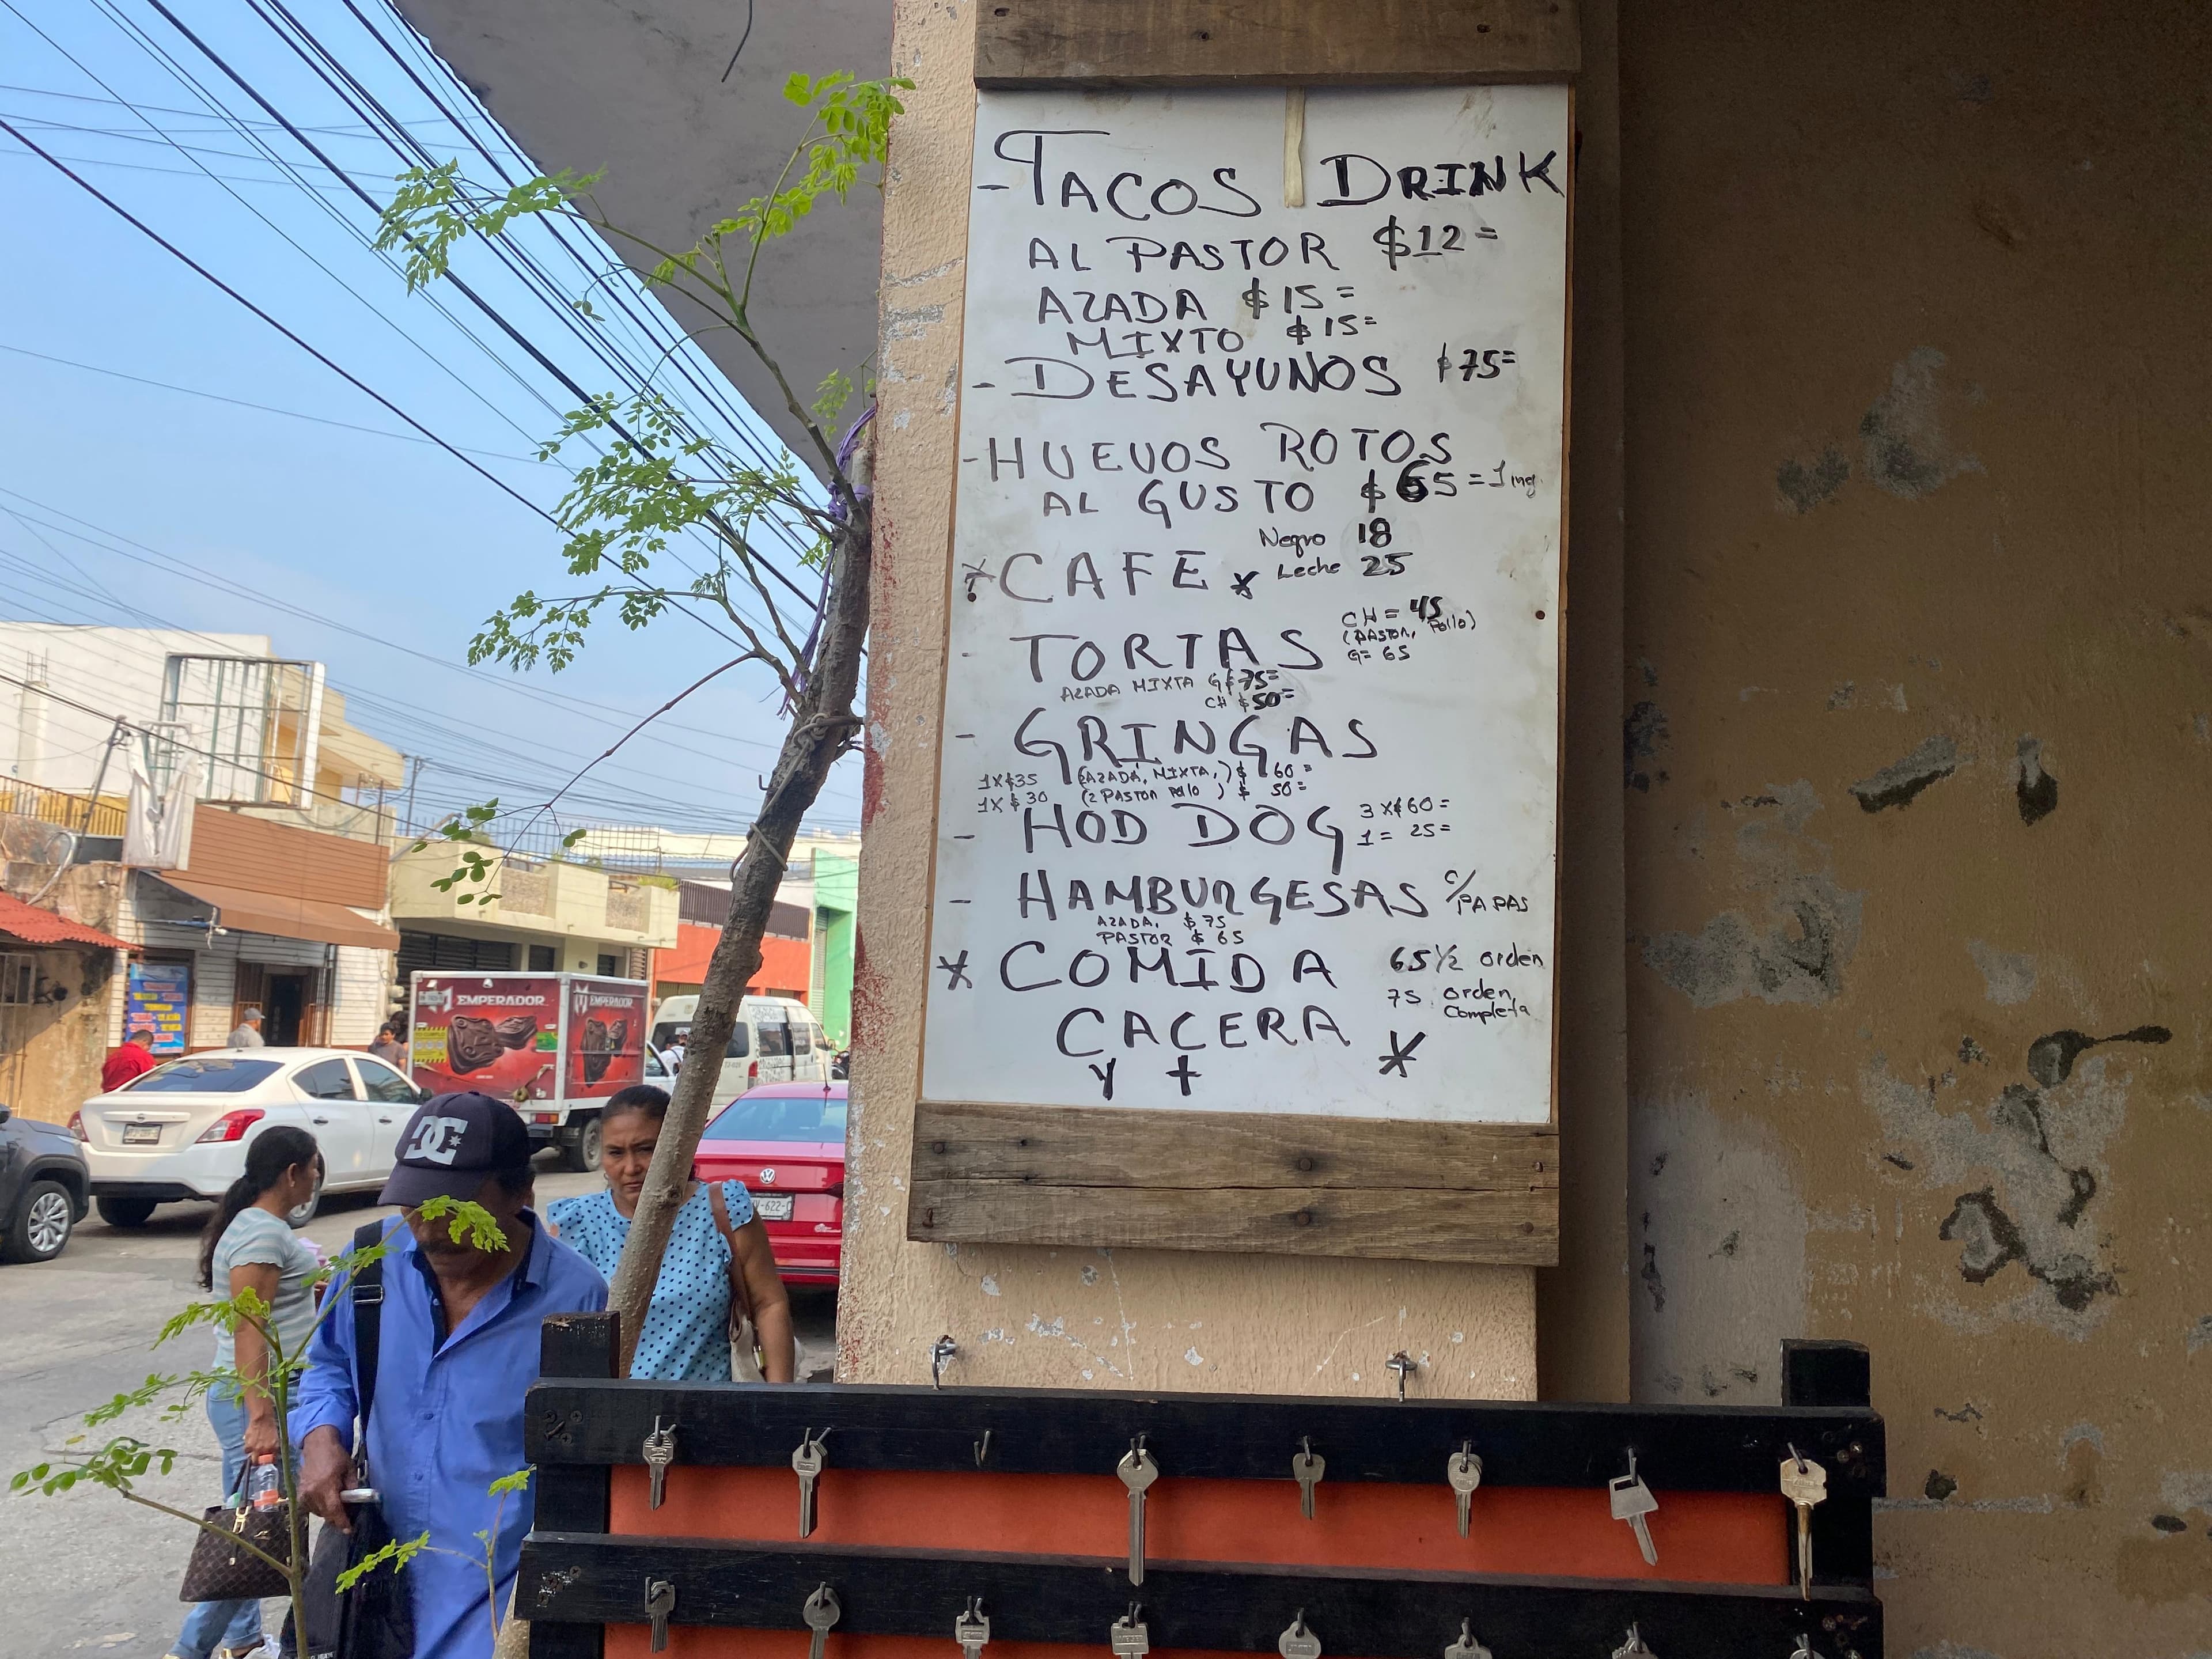 - TACOS DRINK
AL PASTOR $12=
AZADA $15=
MIXTO $15=
- DESAYUNOS $75=
- HUEVOS ROTOS
AL GUSTO $65=1 ing.
Negro 18
* CAFE * Leche 25
CH = 45
- TORTAS (PASTOR, Pollo)
G= 65
AZADA MIXTA G $75=
CH $50=
- GRINGAS
1X$35 (AZADA, MIXTA,) $ 60=
1X$30 (2 PASTOR Pollo ) $ 50=
- HOD DOG 3X$60=
1= 25=
- HAMBURGESAS C/PAPAS
AZADA. $75
PASTOR $65
* COMIDA 65 1/2 orden
75 orden
CACERA Completa
Y + *
EMPERADOR
EMPERADOR
DC